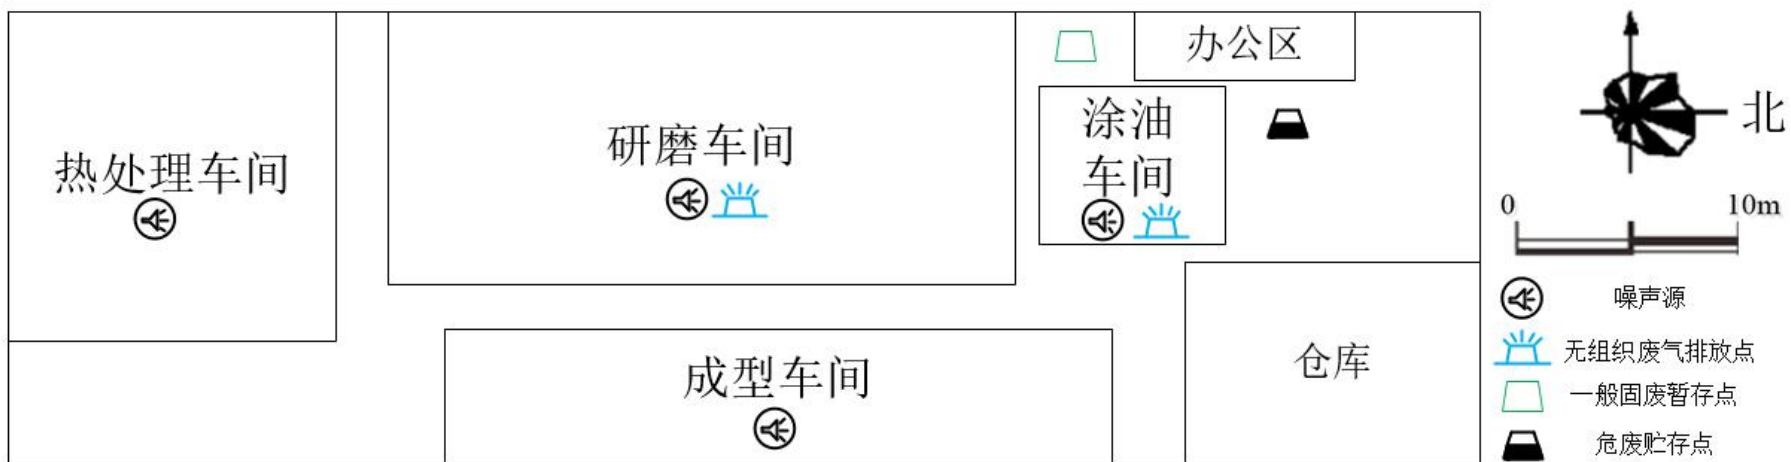 热处理车间
研磨车间
办公区
涂油
车间
成型车间
仓库
北
0 10m
噪声源
无组织废气排放点
一般固废暂存点
危废贮存点